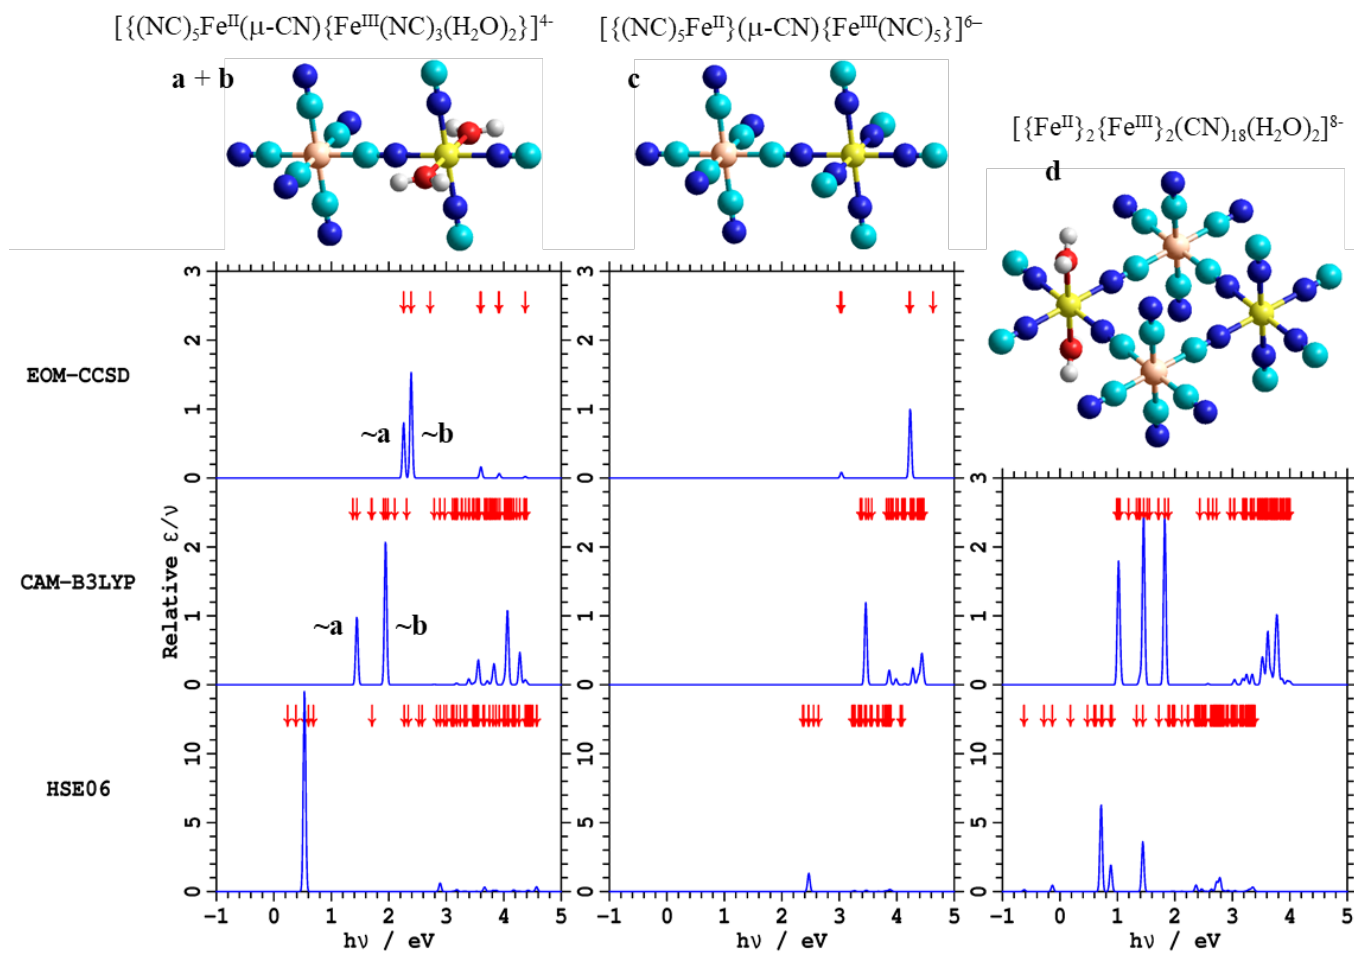 [{(NC)₅Feᴵᴵ(μ-CN){Feᴵᴵᴵ(NC)₃(H₂O)₂}]⁴⁻
[{(NC)₅Feᴵᴵ}(μ-CN){Feᴵᴵᴵ(NC)₅}]⁶⁻
a + b
c
[{Feᴵᴵ}₂{Feᴵᴵᴵ}₂(CN)₁₈(H₂O)₂]⁸⁻
d
EOM-CCSD
CAM-B3LYP
HSE06
Relative ε/ν
3
2
1
0
~a
~b
2
1
0
~a
~b
10
5
0
-1 0 1 2 3 4 5
hν / eV
3
2
1
0
2
1
0
10
5
0
-1 0 1 2 3 4 5
hν / eV
3
2
1
0
10
5
0
-1 0 1 2 3 4 5
hν / eV